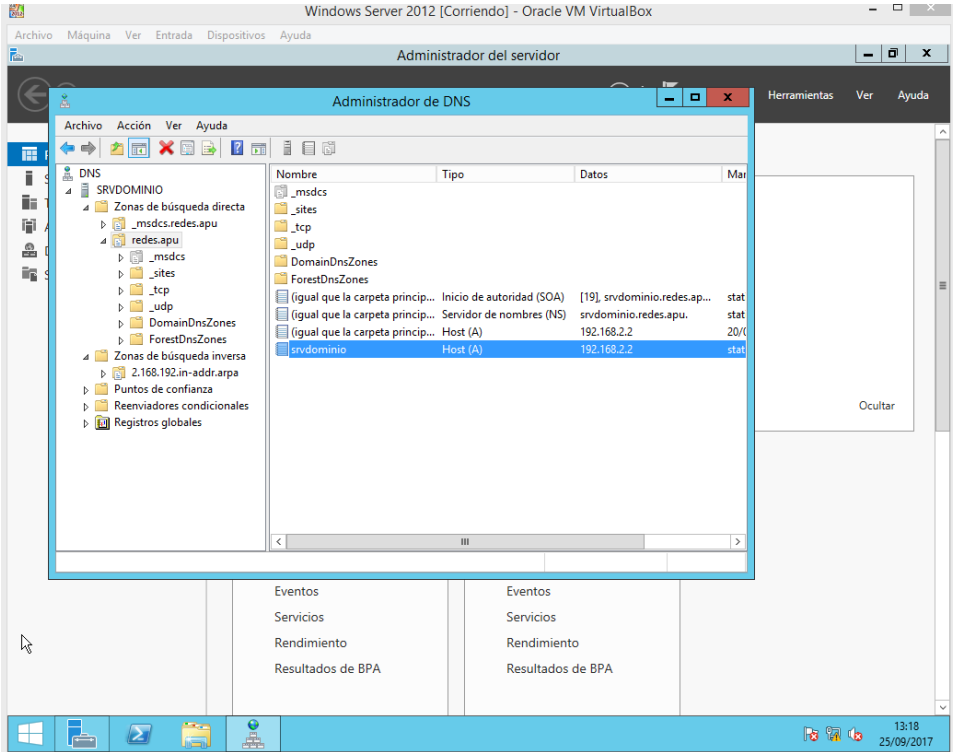 Windows Server 2012 [Corriendo] - Oracle VM VirtualBox
Archivo Máquina Ver Entrada Dispositivos Ayuda
Administrador del servidor
Herramientas Ver Ayuda
Administrador de DNS
Archivo Acción Ver Ayuda
DNS
SRVDOMINIO
Zonas de búsqueda directa
_msdcs.redes.apu
redes.apu
_msdcs
_sites
_tcp
_udp
DomainDnsZones
ForestDnsZones
Zonas de búsqueda inversa
2.168.192.in-addr.arpa
Puntos de confianza
Reenviadores condicionales
Registros globales
Nombre Tipo Datos Mar
_msdcs
_sites
_tcp
_udp
DomainDnsZones
ForestDnsZones
(igual que la carpeta princip... Inicio de autoridad (SOA) [19], srvdominio.redes.ap... stat
(igual que la carpeta princip... Servidor de nombres (NS) srvdominio.redes.apu. stat
(igual que la carpeta princip... Host (A) 192.168.2.2 20/0
srvdominio Host (A) 192.168.2.2 stat
Ocultar
Eventos Eventos
Servicios Servicios
Rendimiento Rendimiento
Resultados de BPA Resultados de BPA
13:18
25/09/2017